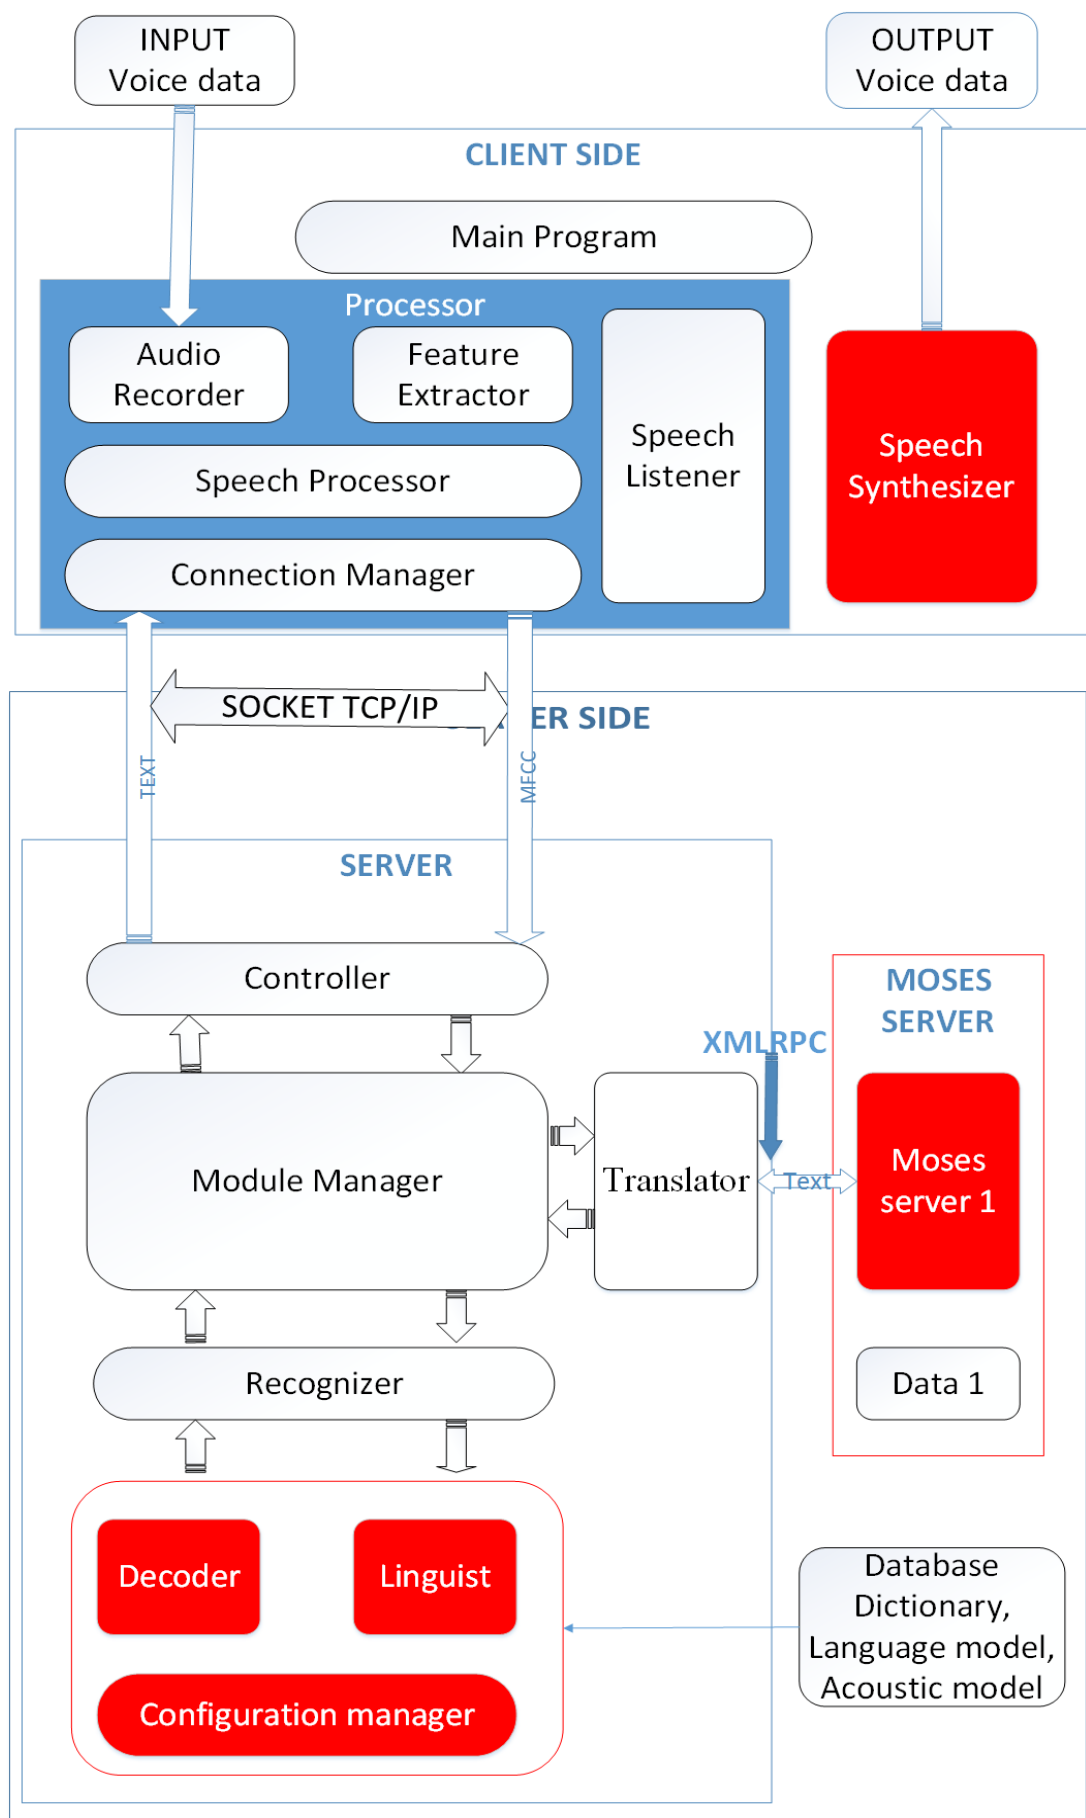 INPUT
Voice data
OUTPUT
Voice data
CLIENT SIDE
Main Program
Processor
Audio
Recorder
Feature
Extractor
Speech
Listener
Speech
Synthesizer
Speech Processor
Connection Manager
SOCKET TCP/IP
SIDE
TEXT
MFCC
SERVER
Controller
MOSES
SERVER
XMLRPC
Module Manager
Translator
Text
Moses
server 1
Recognizer
Data 1
Decoder
Linguist
Configuration manager
Database
Dictionary,
Language model,
Acoustic model